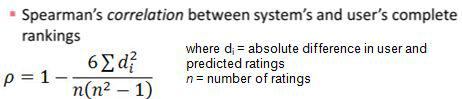 ▪ Spearman's correlation between system's and user's complete
rankings
ρ = 1 − 6 ∑ dᵢ² / n(n² − 1)
where dᵢ = absolute difference in user and
predicted ratings
n = number of ratings